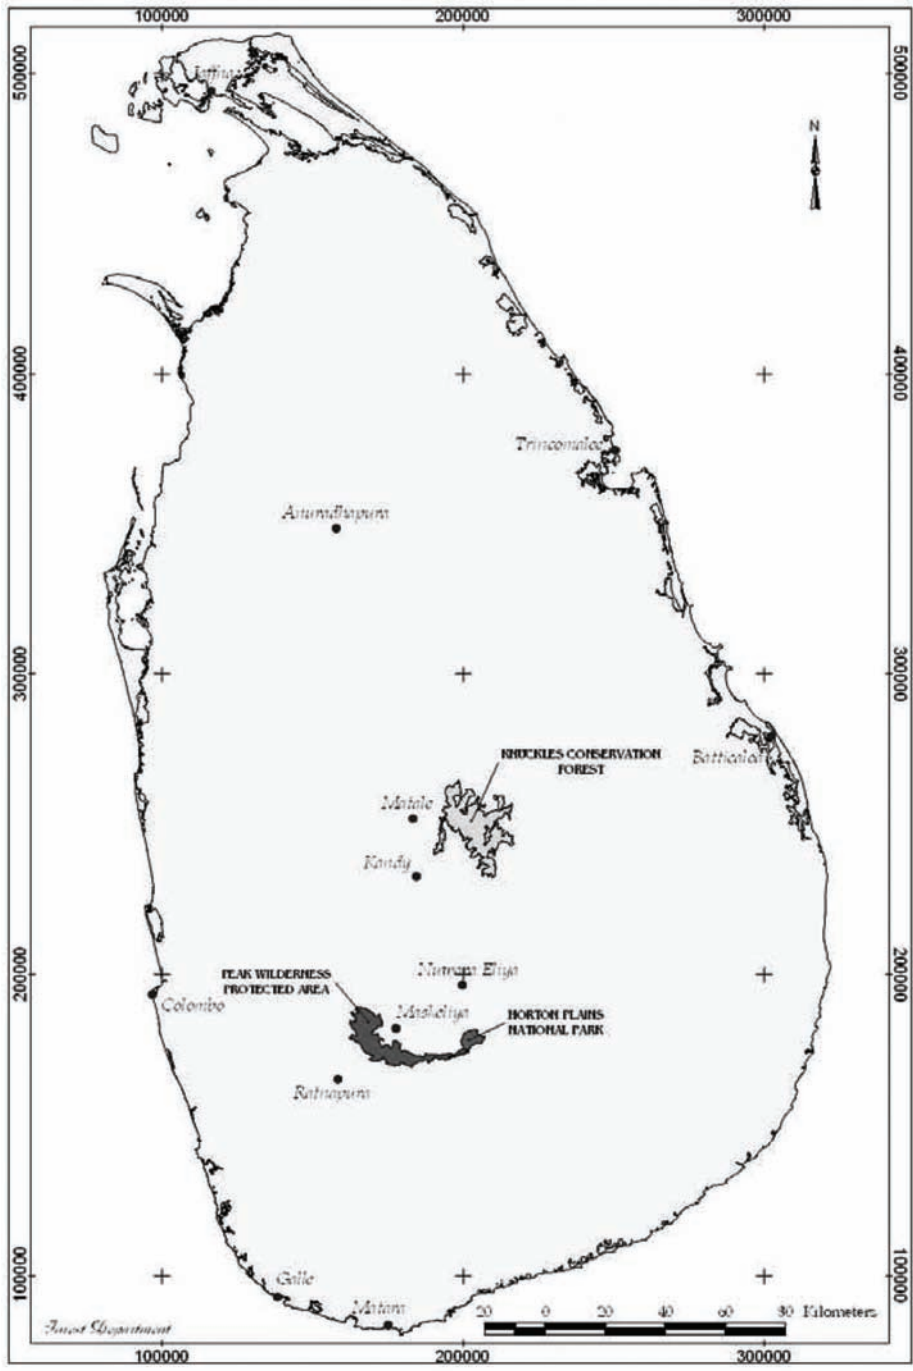 100000 200000 300000
500000
500000
Jaffna
N
400000
400000
Trincomalee
Anuradhapura
300000
300000
KNUCKLES CONSERVATION
FOREST
Batticaloa
Matale
Kandy
200000
200000
PEAK WILDERNESS
PROTECTED AREA
Nuwara Eliya
Colombo
Maskeliya
HORTON PLAINS
NATIONAL PARK
Ratnapura
100000
100000
Galle
Matara
20 0 20 40 60 80 Kilometers
Forest Department
100000 200000 300000